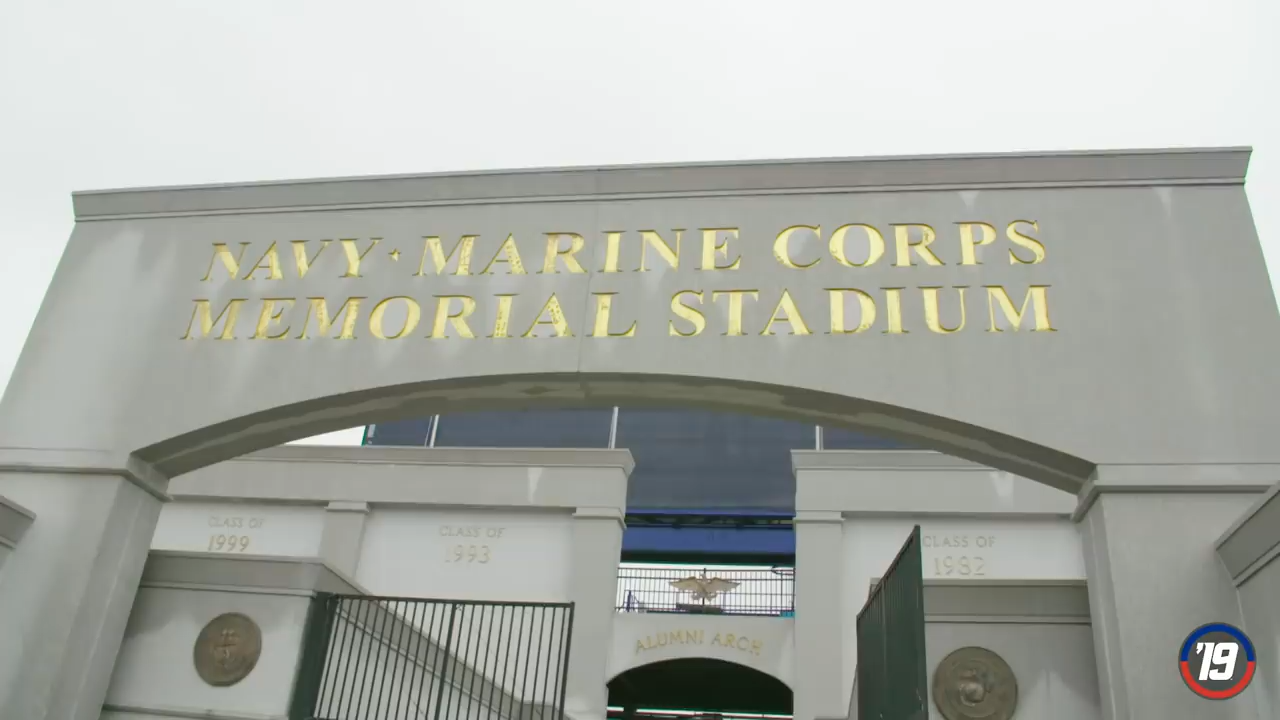 NAVY·MARINE CORPS
MEMORIAL STADIUM
CLASS OF
1999
CLASS OF
1993
CLASS OF
1982
ALUMNI ARCH
'19